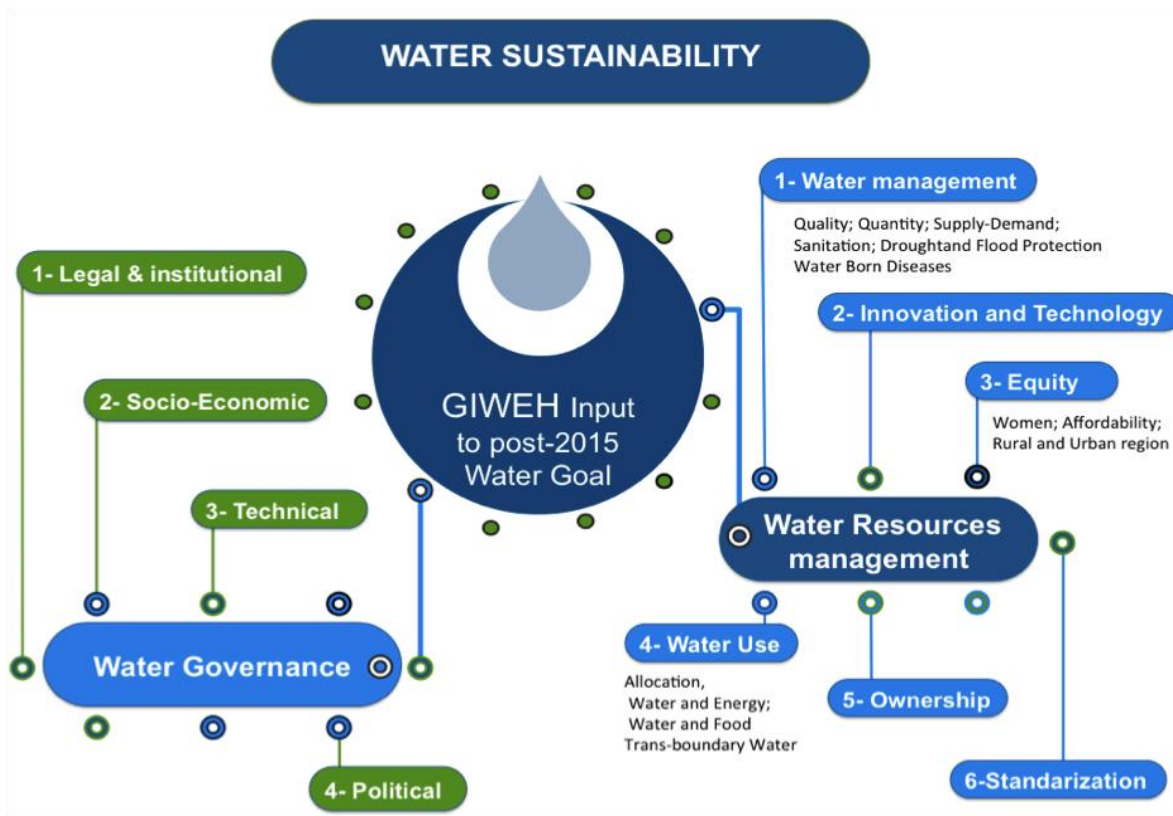 WATER SUSTAINABILITY
GIWEH Input
to post-2015
Water Goal
1- Legal & institutional
2- Socio-Economic
3- Technical
Water Governance
4- Political
1- Water management
Quality; Quantity; Supply-Demand;
Sanitation; Droughtand Flood Protection
Water Born Diseases
2- Innovation and Technology
3- Equity
Women; Affordability;
Rural and Urban region
Water Resources
management
4- Water Use
Allocation,
Water and Energy;
Water and Food
Trans-boundary Water
5- Ownership
6-Standarization